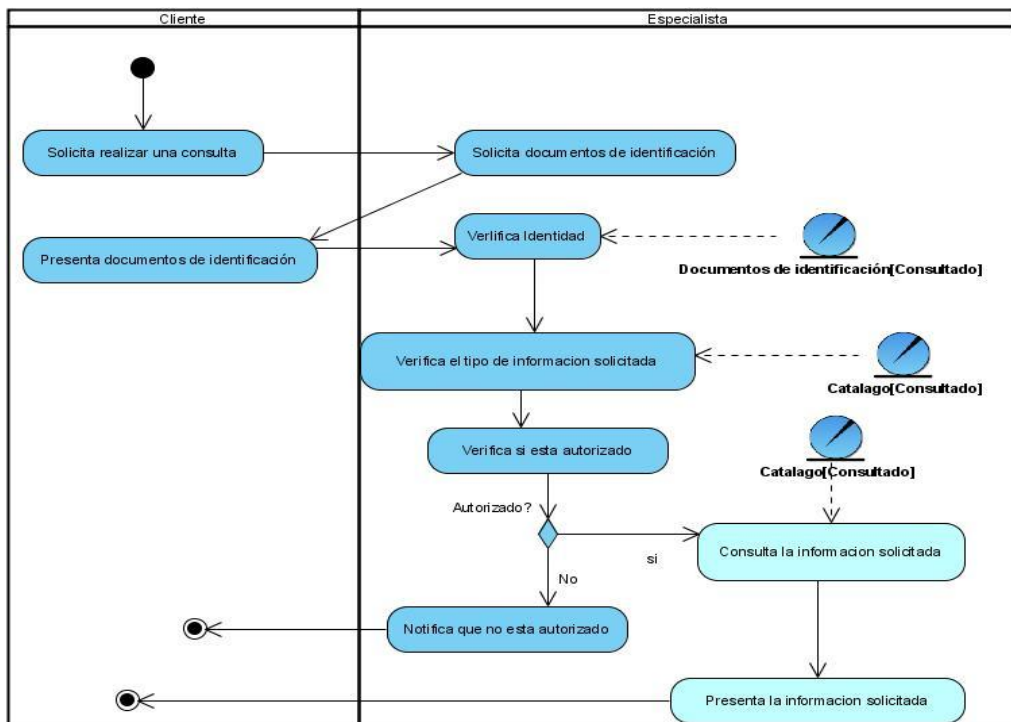 Cliente
Especialista
Solicita realizar una consulta
Solicita documentos de identificación
Verlifica Identidad
Presenta documentos de identificación
Documentos de identificación[Consultado]
Verifica el tipo de informacion solicitada
Catalago[Consultado]
Catalago[Consultado]
Verifica si esta autorizado
Autorizado?
Consulta la informacion solicitada
si
No
Notifica que no esta autorizado
Presenta la informacion solicitada